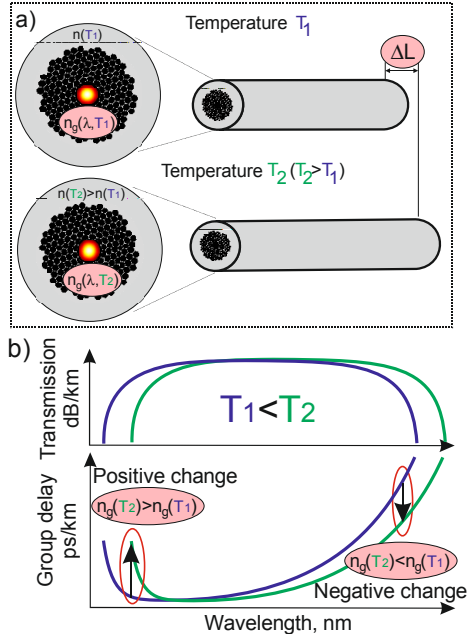 a)
Temperature T1
n(T1)
ng(λ,T1)
ΔL
Temperature T2 (T2>T1)
n(T2)>n(T1)
ng(λ,T2)
b)
Transmission
dB/km
T1<T2
Group delay
ps/km
Positive change
ng(T2)>ng(T1)
ng(T2)<ng(T1)
Negative change
Wavelength, nm